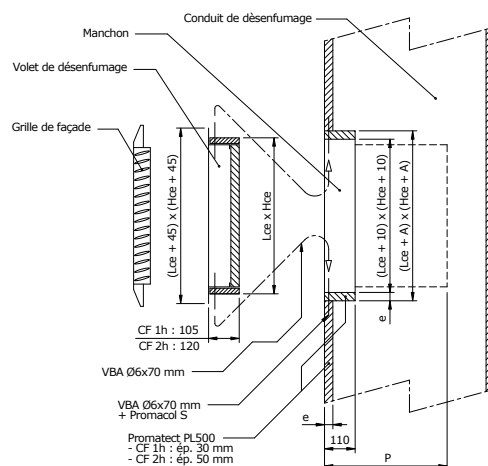 Conduit de dèsenfumage
Manchon
Volet de désenfumage
Grille de façade
(Lce + 45) x (Hce + 45)
Lce x Hce
(Lce + 10) x (Hce + 10)
(Lce + A) x (Hce + A)
e
CF 1h : 105
CF 2h : 120
VBA Ø6x70 mm
VBA Ø6x70 mm
+ Promacol S
Promatect PL500
- CF 1h : ép. 30 mm
- CF 2h : ép. 50 mm
e
110
P